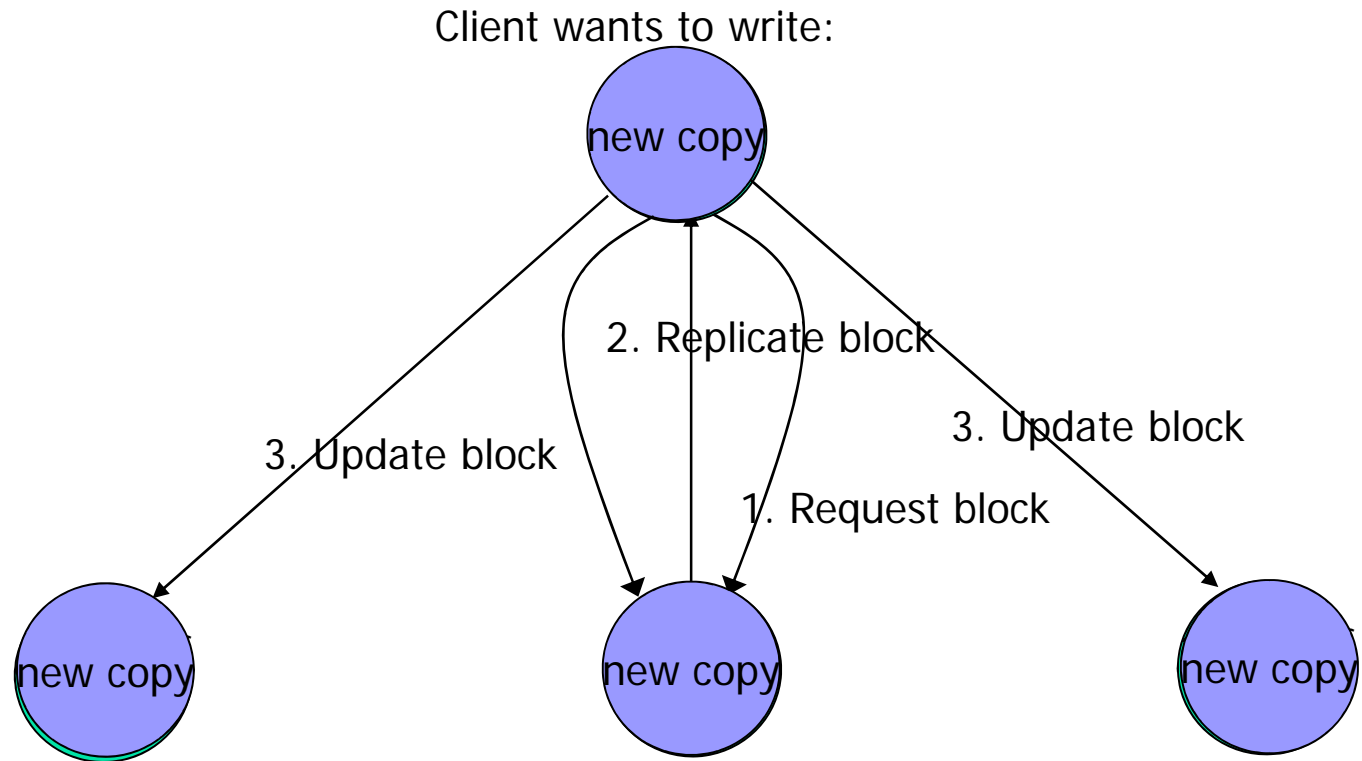 Client wants to write:
new copy
2. Replicate block
3. Update block
3. Update block
1. Request block
new copy
new copy
new copy